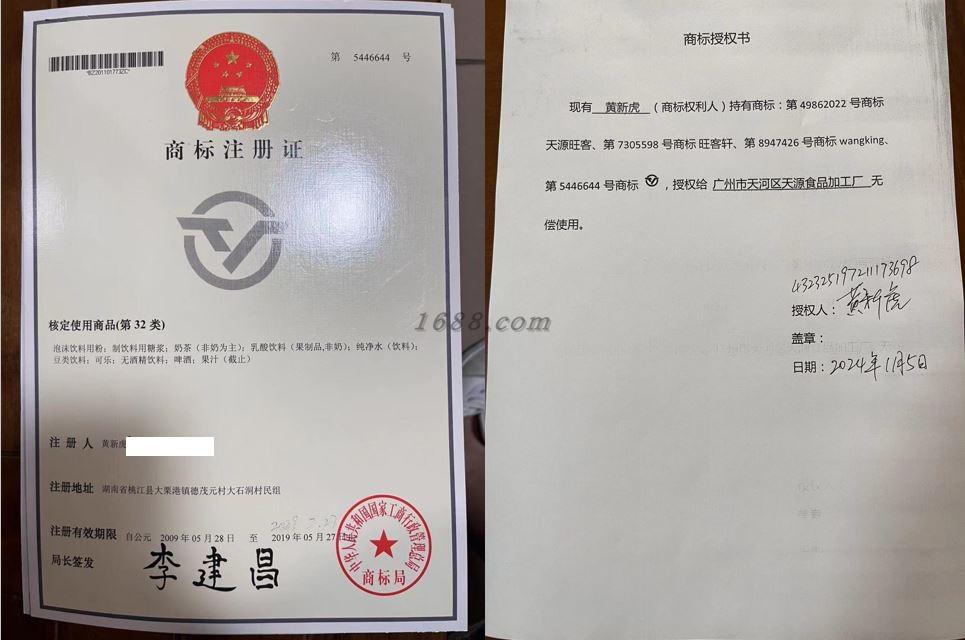 *BZ201101773ZC*
第 5446644 号
商标注册证
核定使用商品(第 32 类)
泡沫饮料用粉；制饮料用糖浆；奶茶（非奶为主）；乳酸饮料（果制品,非奶）；纯净水（饮料）；
豆类饮料；可乐；无酒精饮料；啤酒；果汁（截止）
注 册 人 黄新虎
注册地址 湖南省桃江县大栗港镇德茂元村大石洞村民组
注册有效期限 自公元 2009 年 05 月 28 日 至 2019 年 05 月 27 日
局长签发 李建昌
中华人民共和国国家工商行政管理总局
商标局
商标授权书
现有 黄新虎 （商标权利人）持有商标：第 49862022 号商标
天源旺客、第 7305598 号商标 旺客轩、第 8947426 号商标 wangking、
第 5446644 号商标 ，授权给 广州市天河区天源食品加工厂 无
偿使用。
432325197211173698
授权人：黄新虎
盖章：
日期：2024年11月5日
1688.com